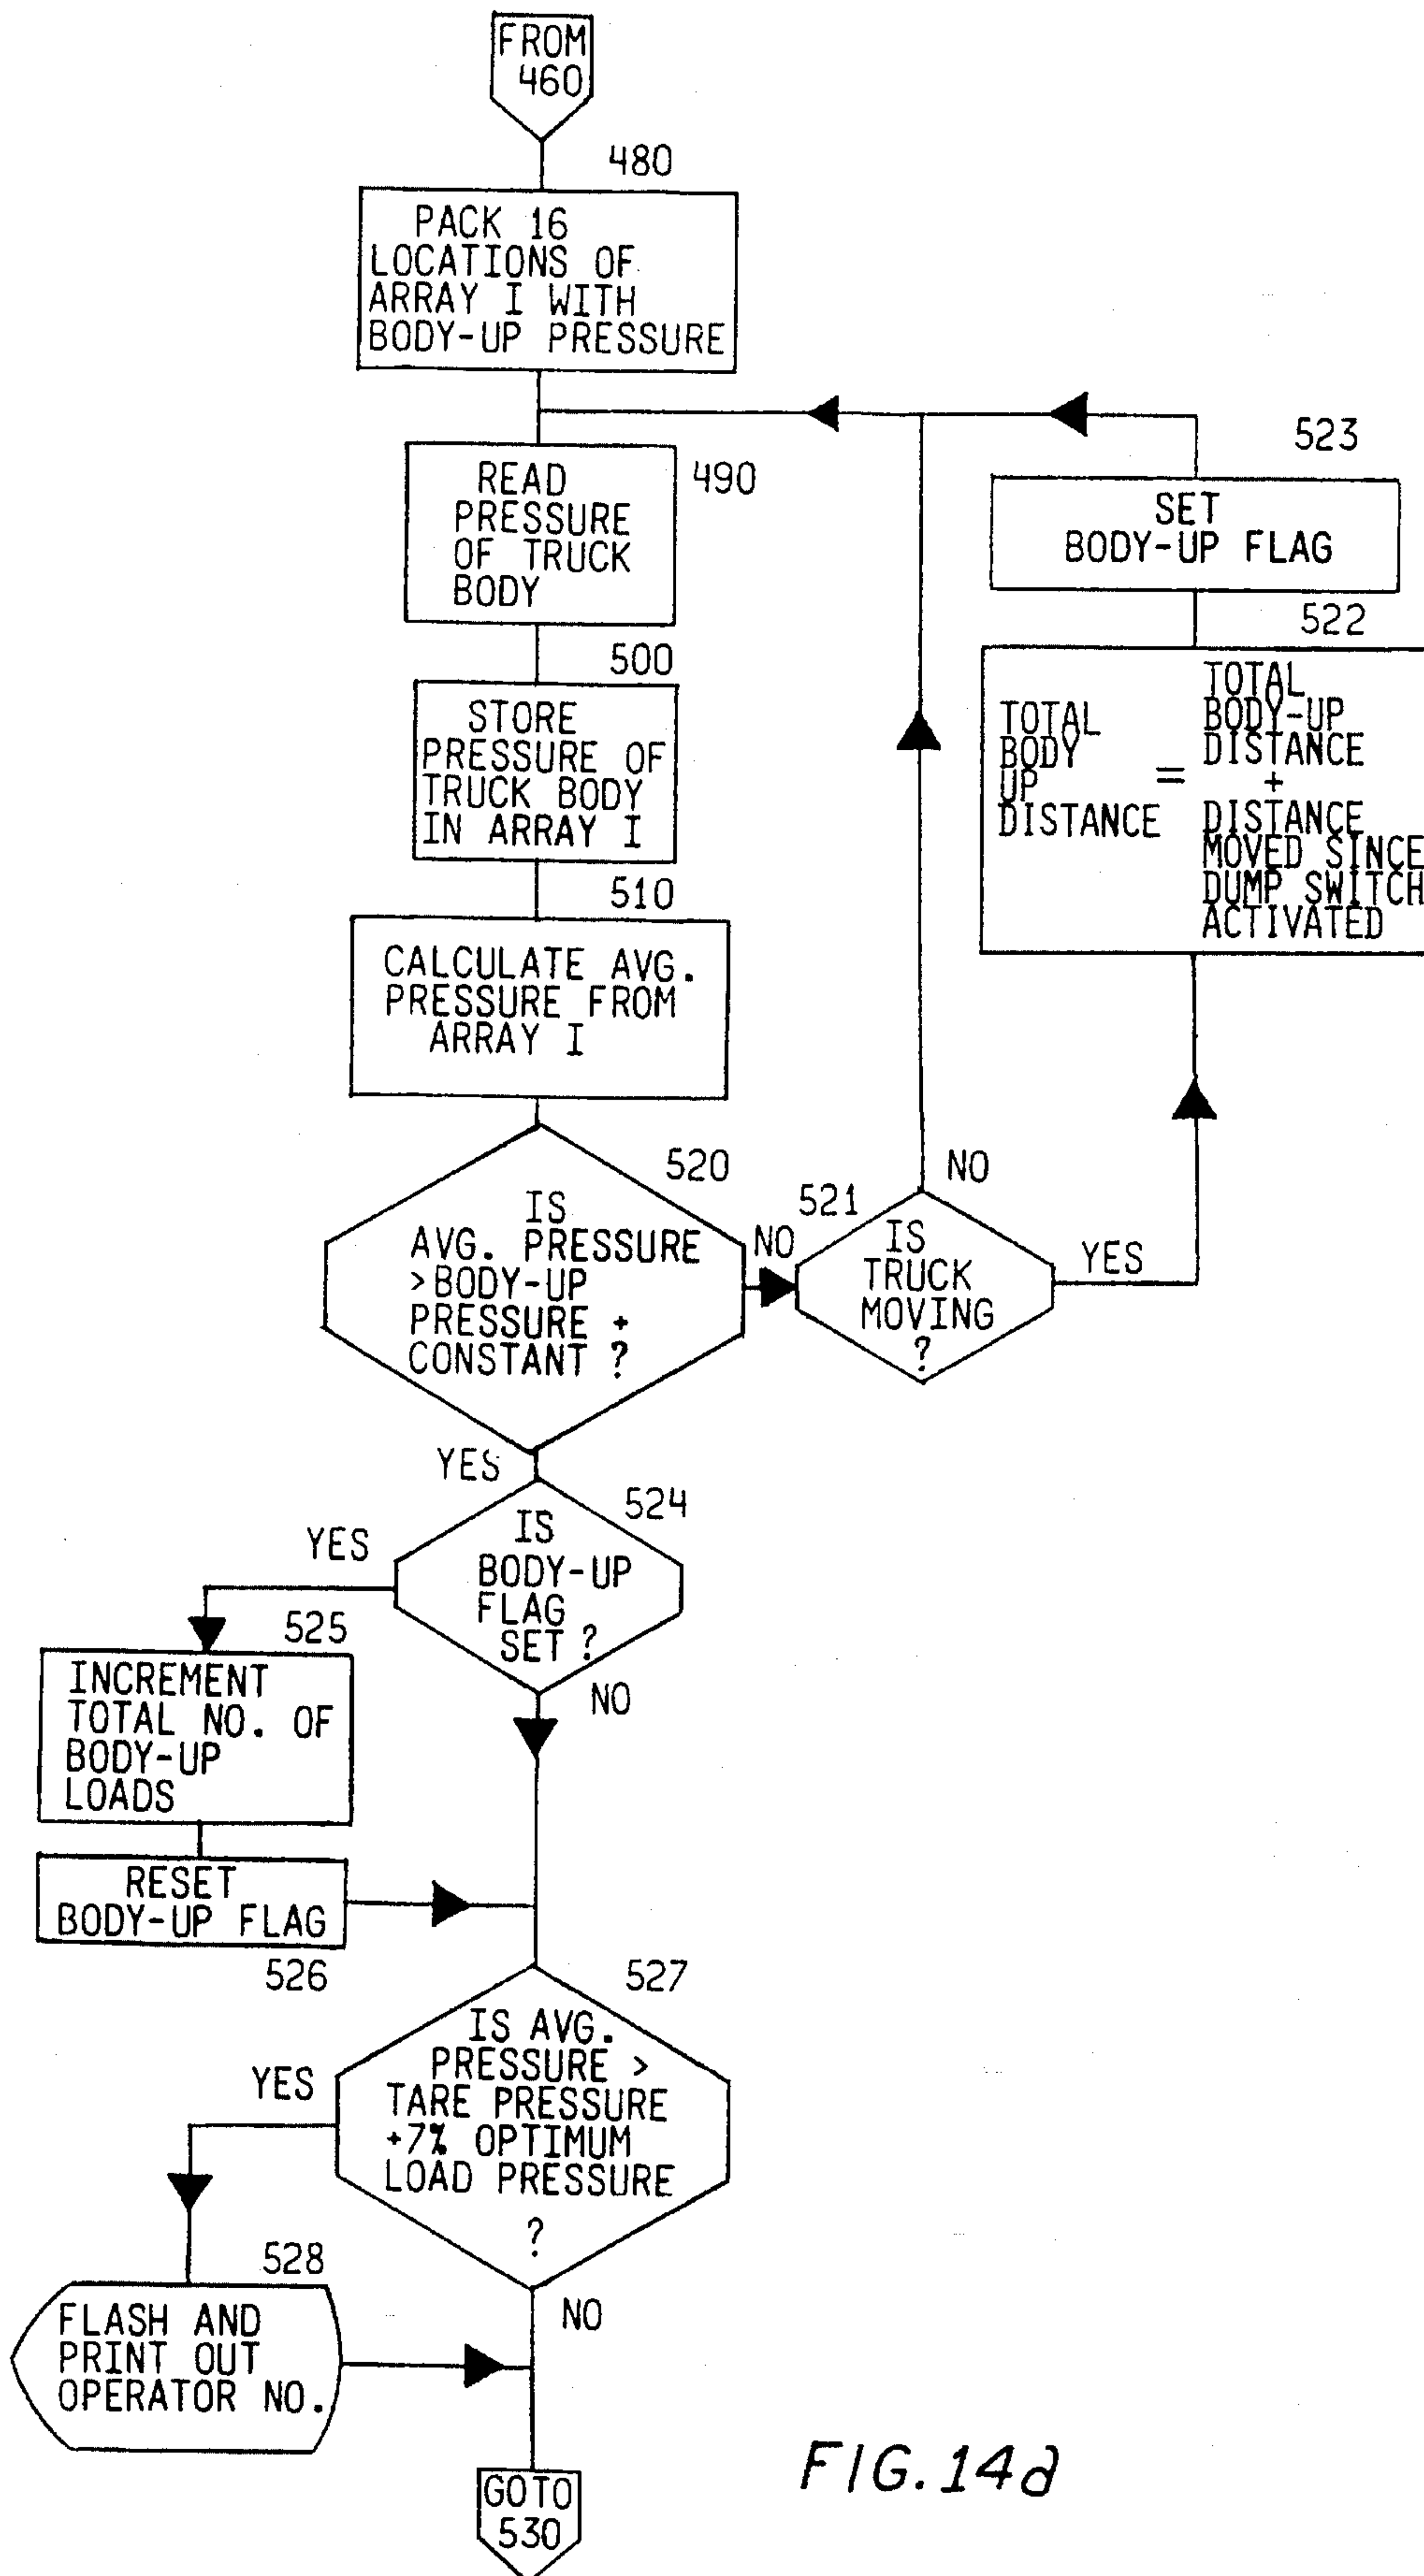 FROM
460
480
PACK 16
LOCATIONS OF
ARRAY I WITH
BODY-UP PRESSURE
READ
PRESSURE
OF TRUCK
BODY
490
500
STORE
PRESSURE OF
TRUCK BODY
IN ARRAY I
510
CALCULATE AVG.
PRESSURE FROM
ARRAY I
520
IS
AVG. PRESSURE
>BODY-UP
PRESSURE +
CONSTANT ?
NO
521
IS
TRUCK
MOVING
?
NO
YES
522
TOTAL
BODY
UP
DISTANCE
=
TOTAL
BODY-UP
DISTANCE
+
DISTANCE
MOVED SINCE
DUMP SWITCH
ACTIVATED
523
SET
BODY-UP FLAG
YES
524
IS
BODY-UP
FLAG
SET ?
YES
NO
525
INCREMENT
TOTAL NO. OF
BODY-UP
LOADS
RESET
BODY-UP FLAG
526
527
IS AVG.
PRESSURE >
TARE PRESSURE
+7% OPTIMUM
LOAD PRESSURE
?
YES
NO
528
FLASH AND
PRINT OUT
OPERATOR NO.
GOTO
530
FIG. 14d